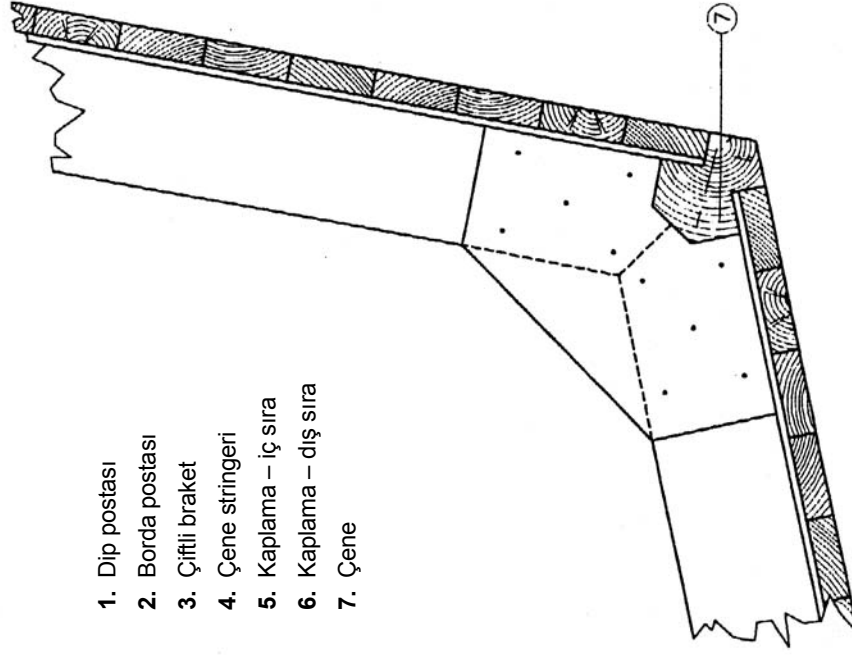 1. Dip postası
2. Borda postası
3. Çiftli braket
4. Çene stringeri
5. Kaplama – iç sıra
6. Kaplama – dış sıra
7. Çene
7